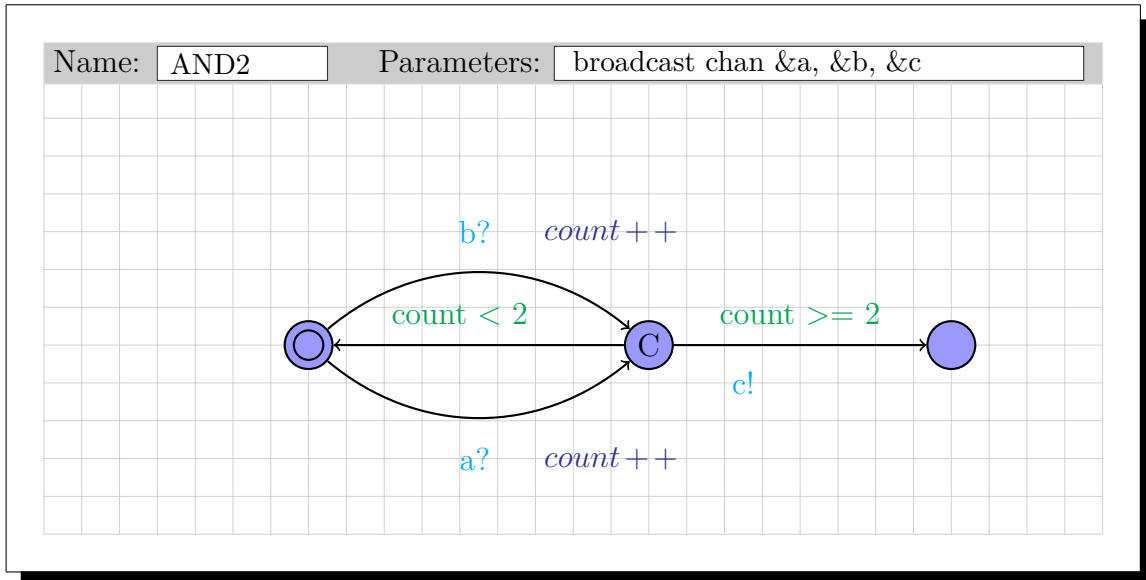 Name: AND2 Parameters: broadcast chan &a, &b, &c
b? count++
count < 2 count >= 2
C
c!
a? count++